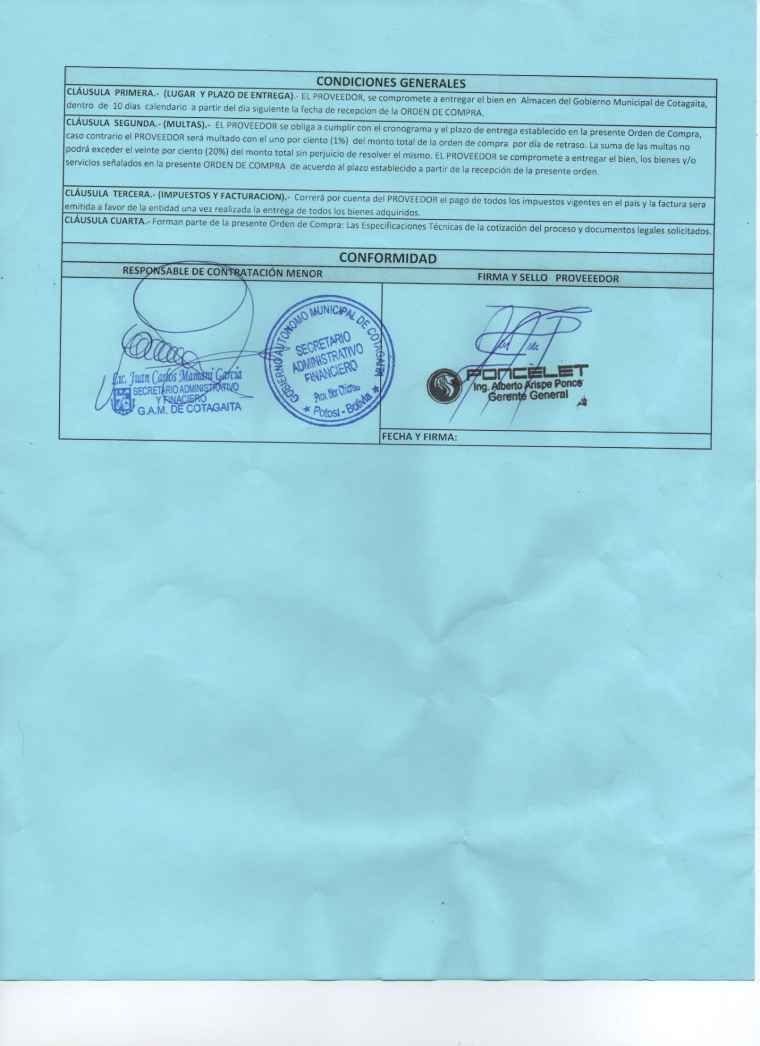 CONDICIONES GENERALES
CLÁUSULA PRIMERA.- (LUGAR Y PLAZO DE ENTREGA).- EL PROVEEDOR, se compromete a entregar el bien en Almacen del Gobierno Municipal de Cotagaita,
dentro de 10 dias calendario a partir del día siguiente la fecha de recepcion de la ORDEN DE COMPRA.
CLÁUSULA SEGUNDA.- (MULTAS).- EL PROVEEDOR se obliga a cumplir con el cronograma y el plazo de entrega establecido en la presente Orden de Compra,
caso contrario el PROVEEDOR será multado con el uno por ciento (1%) del monto total de la orden de compra por día de retraso. La suma de las multas no
podrá exceder el veinte por ciento (20%) del monto total sin perjuicio de resolver el mismo. EL PROVEEDOR se compromete a entregar el bien, los bienes y/o
servicios señalados en la presente ORDEN DE COMPRA de acuerdo al plazo establecido a partir de la recepción de la presente orden.
CLÁUSULA TERCERA.- (IMPUESTOS Y FACTURACION).- Correrá por cuenta del PROVEEDOR el pago de todos los impuestos vigentes en el país y la factura sera
emitida a favor de la entidad una vez realizada la entrega de todos los bienes adquiridos.
CLÁUSULA CUARTA.- Forman parte de la presente Orden de Compra: Las Especificaciones Técnicas de la cotización del proceso y documentos legales solicitados.
CONFORMIDAD
RESPONSABLE DE CONTRATACIÓN MENOR
FIRMA Y SELLO PROVEEEDOR
Lic. Juan Carlos Mamani Garcia
SECRETARIO ADMINISTRATIVO
Y FINACIERO
G.A.M. DE COTAGAITA
GOBIERNO AUTONOMO MUNICIPAL DE COTAGAITA
SECRETARIO
ADMINISTRATIVO
FINANCIERO
Prov. Nor Chichas
Potosí - Bolivia
PONCELET
Ing. Alberto Arispe Ponce
Gerente General
FECHA Y FIRMA: